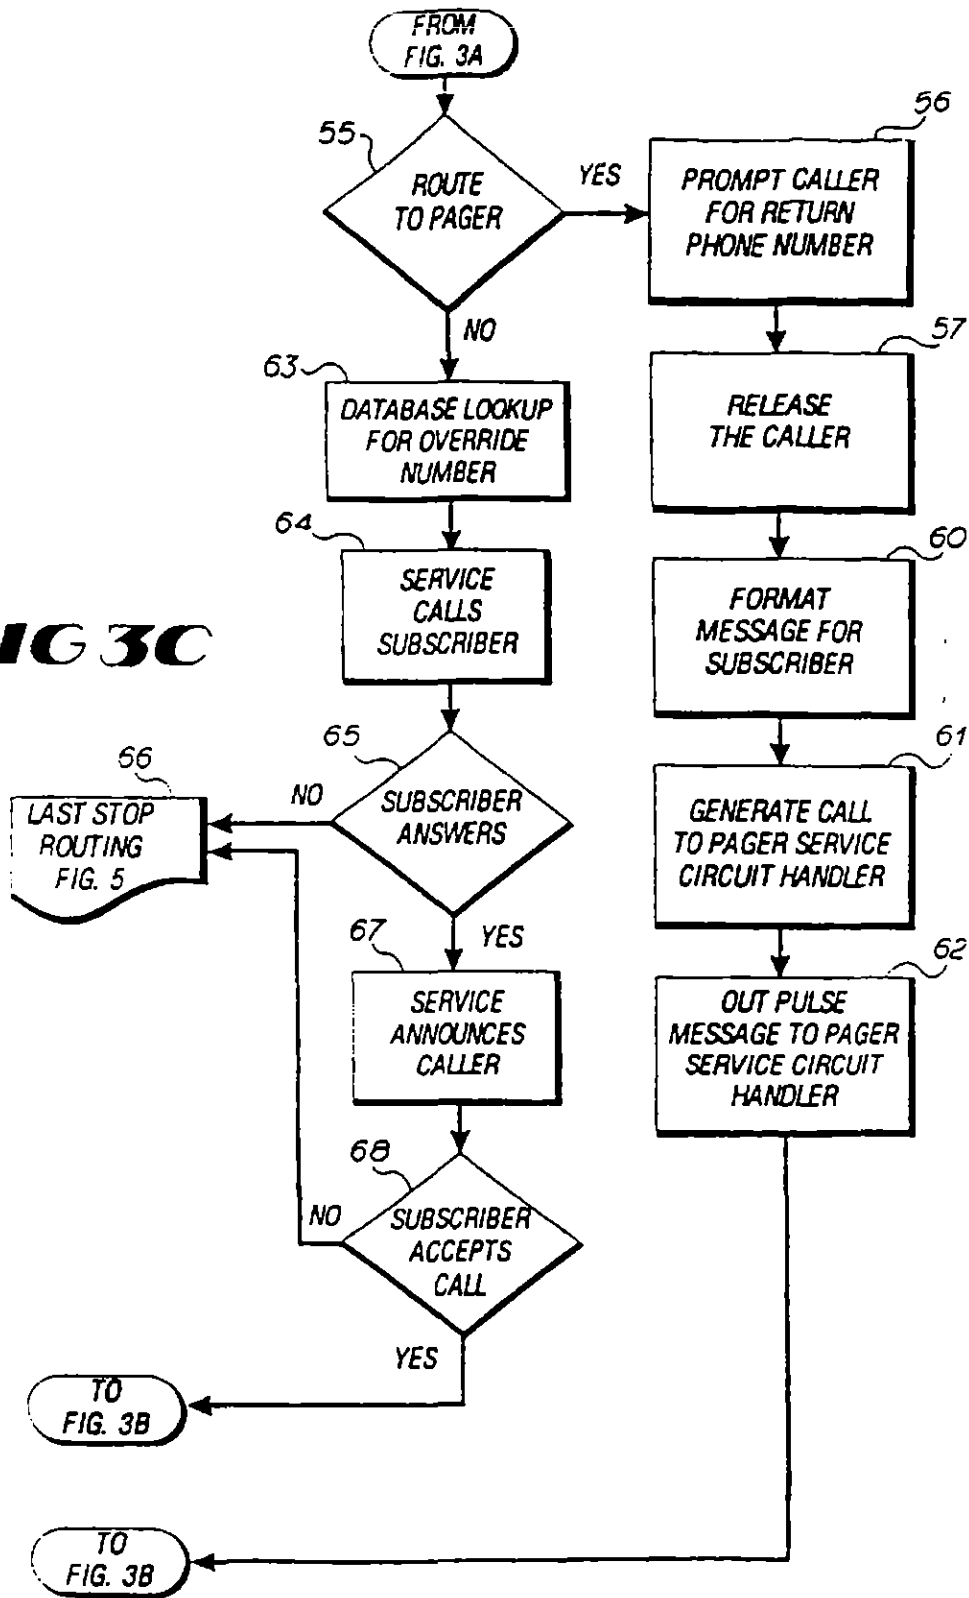 FROM
FIG. 3A
55
ROUTE
TO PAGER
YES
56
PROMPT CALLER
FOR RETURN
PHONE NUMBER
NO
57
RELEASE
THE CALLER
63
DATABASE LOOKUP
FOR OVERRIDE
NUMBER
64
SERVICE
CALLS
SUBSCRIBER
60
FORMAT
MESSAGE FOR
SUBSCRIBER
IG 3C
65
SUBSCRIBER
ANSWERS
NO
66
LAST STOP
ROUTING
FIG. 5
61
GENERATE CALL
TO PAGER SERVICE
CIRCUIT HANDLER
YES
67
SERVICE
ANNOUNCES
CALLER
62
OUT PULSE
MESSAGE TO PAGER
SERVICE CIRCUIT
HANDLER
68
SUBSCRIBER
ACCEPTS
CALL
NO
YES
TO
FIG. 3B
TO
FIG. 3B